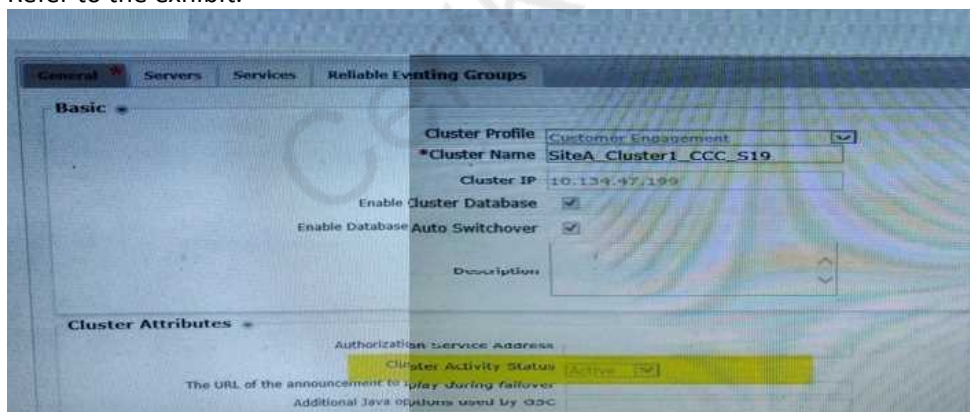 Refer to the exhibit.
General Servers Services Reliable Eventing Groups
Basic
Cluster Profile Customer Engagement
*Cluster Name SiteA_Cluster1_CCC_S19
Cluster IP 10.134.47.199
Enable Cluster Database
Enable Database Auto Switchover
Description
Cluster Attributes
Authorization Service Address
Cluster Activity Status Active
The URL of the announcement to play during failover
Additional Java options used by GSC